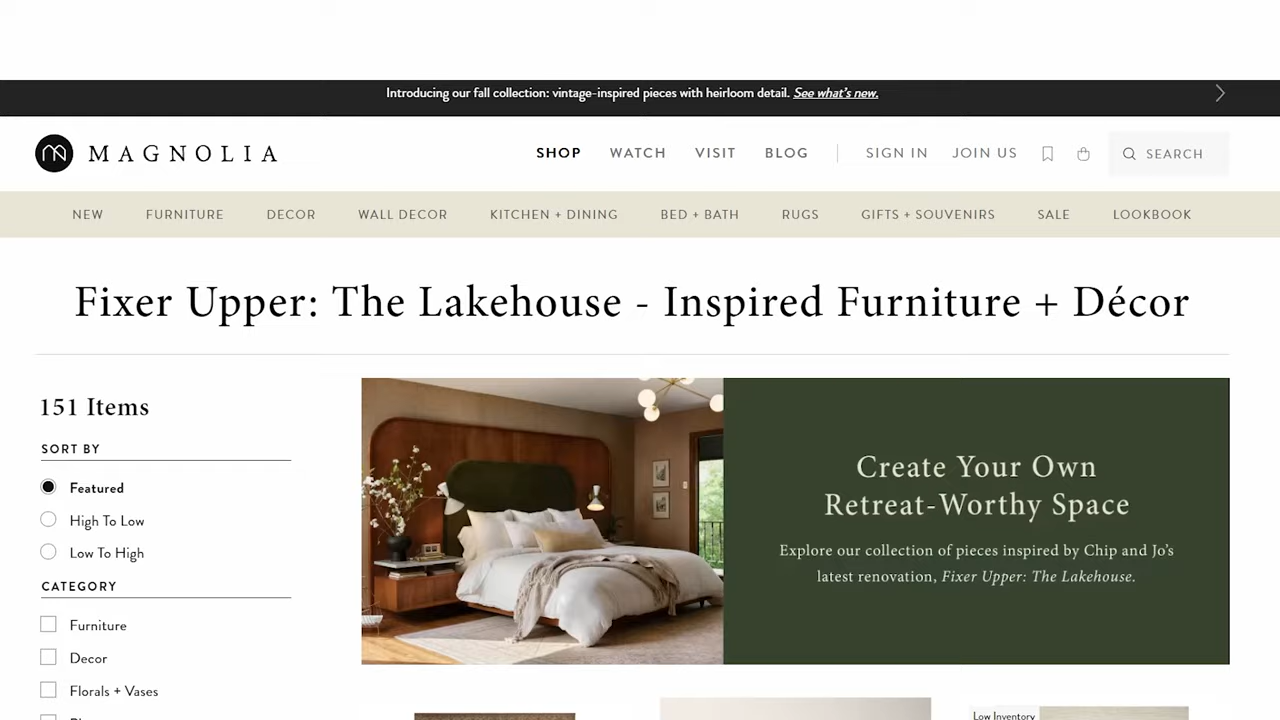 Introducing our fall collection: vintage-inspired pieces with heirloom detail. See what's new.
MAGNOLIA
SHOP WATCH VISIT BLOG SIGN IN JOIN US SEARCH
NEW FURNITURE DECOR WALL DECOR KITCHEN + DINING BED + BATH RUGS GIFTS + SOUVENIRS SALE LOOKBOOK
Fixer Upper: The Lakehouse - Inspired Furniture + Décor
151 Items
SORT BY
Featured
High To Low
Low To High
CATEGORY
Furniture
Decor
Florals + Vases
Create Your Own
Retreat-Worthy Space
Explore our collection of pieces inspired by Chip and Jo's
latest renovation, Fixer Upper: The Lakehouse.
Low Inventory